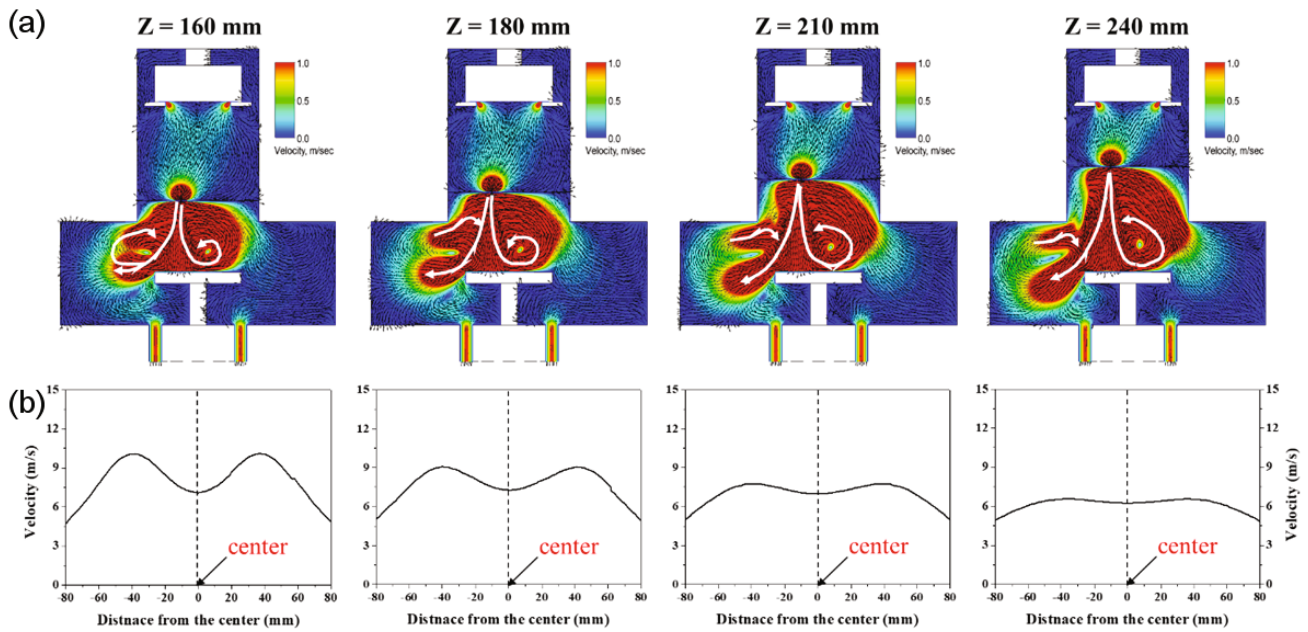 (a)
Z = 160 mm
Z = 180 mm
Z = 210 mm
Z = 240 mm
1.0
0.5
0.0
Velocity, m/sec
1.0
0.5
0.0
Velocity, m/sec
1.0
0.5
0.0
Velocity, m/sec
1.0
0.5
0.0
Velocity, m/sec
(b)
Velocity (m/s)
15
12
9
6
3
0
center
-80 -60 -40 -20 0 20 40 60 80
Distnace from the center (mm)
15
12
9
6
3
0
center
-80 -60 -40 -20 0 20 40 60 80
Distnace from the center (mm)
15
12
9
6
3
0
center
-80 -60 -40 -20 0 20 40 60 80
Distnace from the center (mm)
15
12
9
6
3
0
center
-80 -60 -40 -20 0 20 40 60 80
Distnace from the center (mm)
15
12
9
6
3
0
Velocity (m/s)